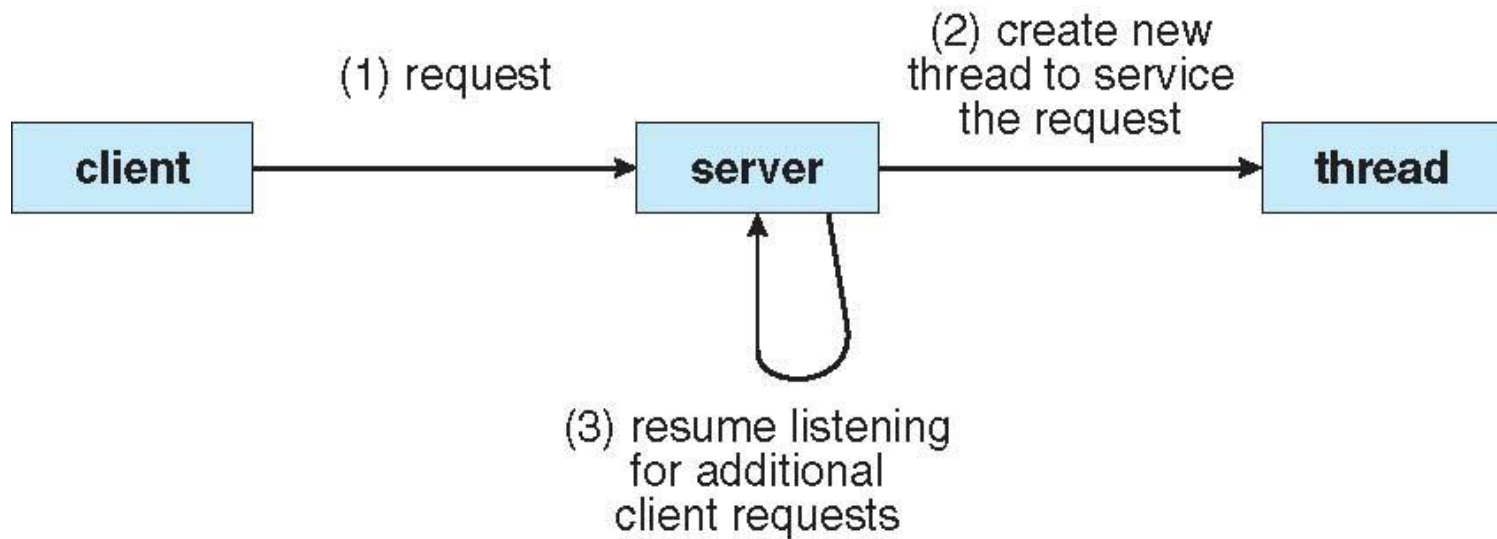 (1) request
(2) create new
thread to service
the request
client
server
thread
(3) resume listening
for additional
client requests